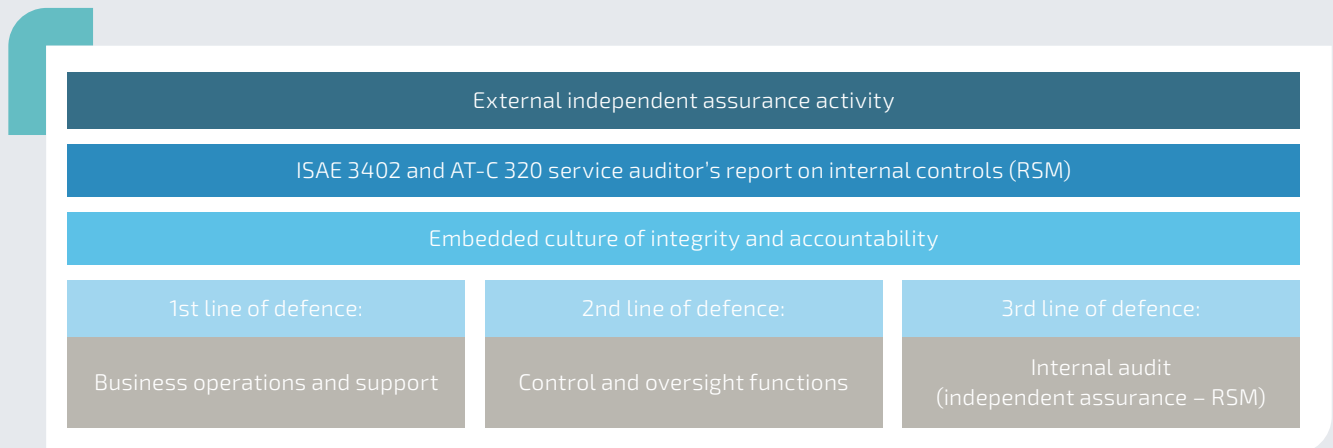 External independent assurance activity
ISAE 3402 and AT-C 320 service auditor’s report on internal controls (RSM)
Embedded culture of integrity and accountability
1st line of defence:
Business operations and support
2nd line of defence:
Control and oversight functions
3rd line of defence:
Internal audit
(independent assurance – RSM)